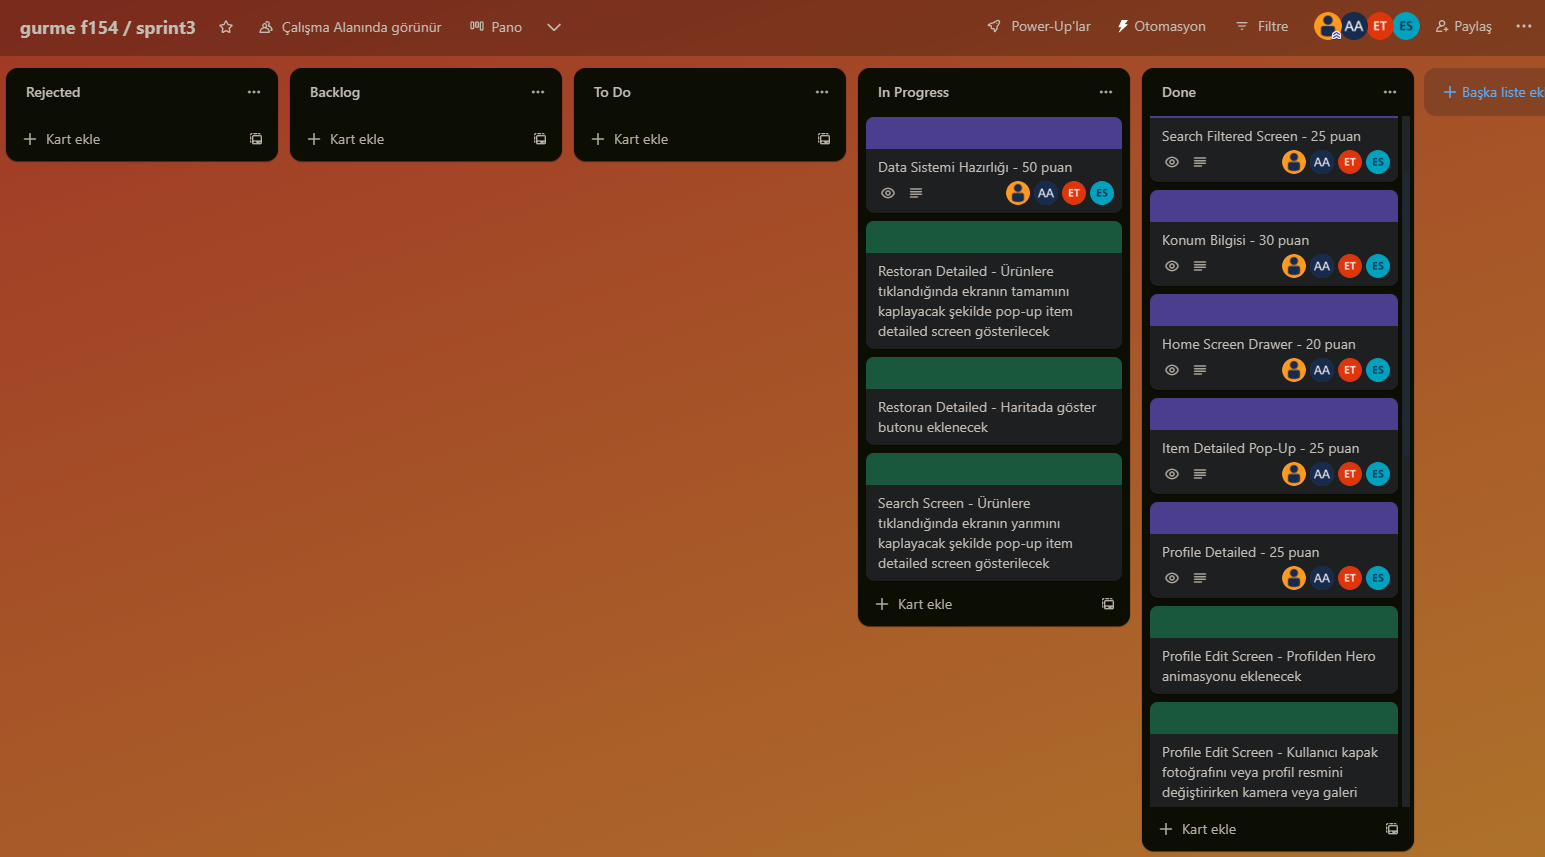 gurme f154 / sprint3
Çalışma Alanında görünür
Pano
Power-Up'lar
Otomasyon
Filtre
AA
ET
ES
Paylaş
Rejected
Kart ekle
Backlog
Kart ekle
To Do
Kart ekle
In Progress
Data Sistemi Hazırlığı - 50 puan
AA
ET
ES
Restoran Detailed - Ürünlere
tıklandığında ekranın tamamını
kaplayacak şekilde pop-up item
detailed screen gösterilecek
Restoran Detailed - Haritada göster
butonu eklenecek
Search Screen - Ürünlere
tıklandığında ekranın yarımını
kaplayacak şekilde pop-up item
detailed screen gösterilecek
Kart ekle
Done
Search Filtered Screen - 25 puan
AA
ET
ES
Konum Bilgisi - 30 puan
AA
ET
ES
Home Screen Drawer - 20 puan
AA
ET
ES
Item Detailed Pop-Up - 25 puan
AA
ET
ES
Profile Detailed - 25 puan
AA
ET
ES
Profile Edit Screen - Profilden Hero
animasyonu eklenecek
Profile Edit Screen - Kullanıcı kapak
fotoğrafını veya profil resmini
değiştirirken kamera veya galeri
Kart ekle
Başka liste ek